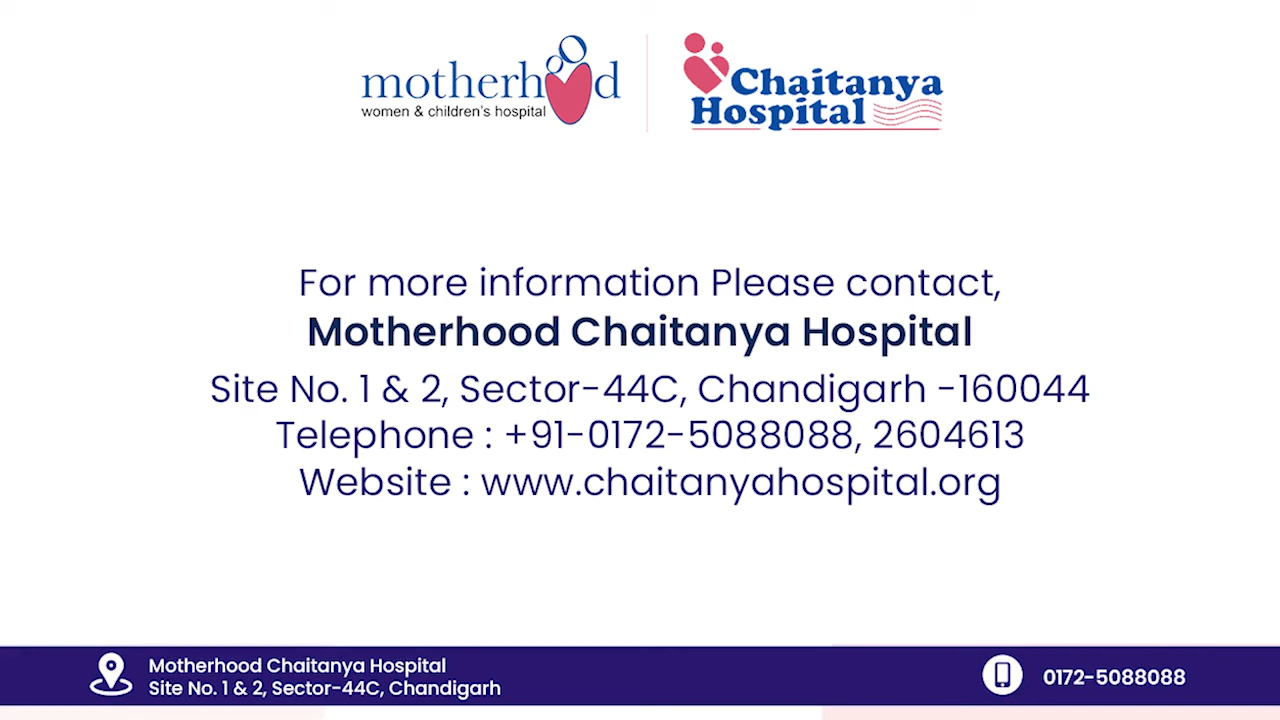 motherhood
women & children's hospital
Chaitanya
Hospital
For more information Please contact,
Motherhood Chaitanya Hospital
Site No. 1 & 2, Sector-44C, Chandigarh -160044
Telephone : +91-0172-5088088, 2604613
Website : www.chaitanyahospital.org
Motherhood Chaitanya Hospital
Site No. 1 & 2, Sector-44C, Chandigarh
0172-5088088